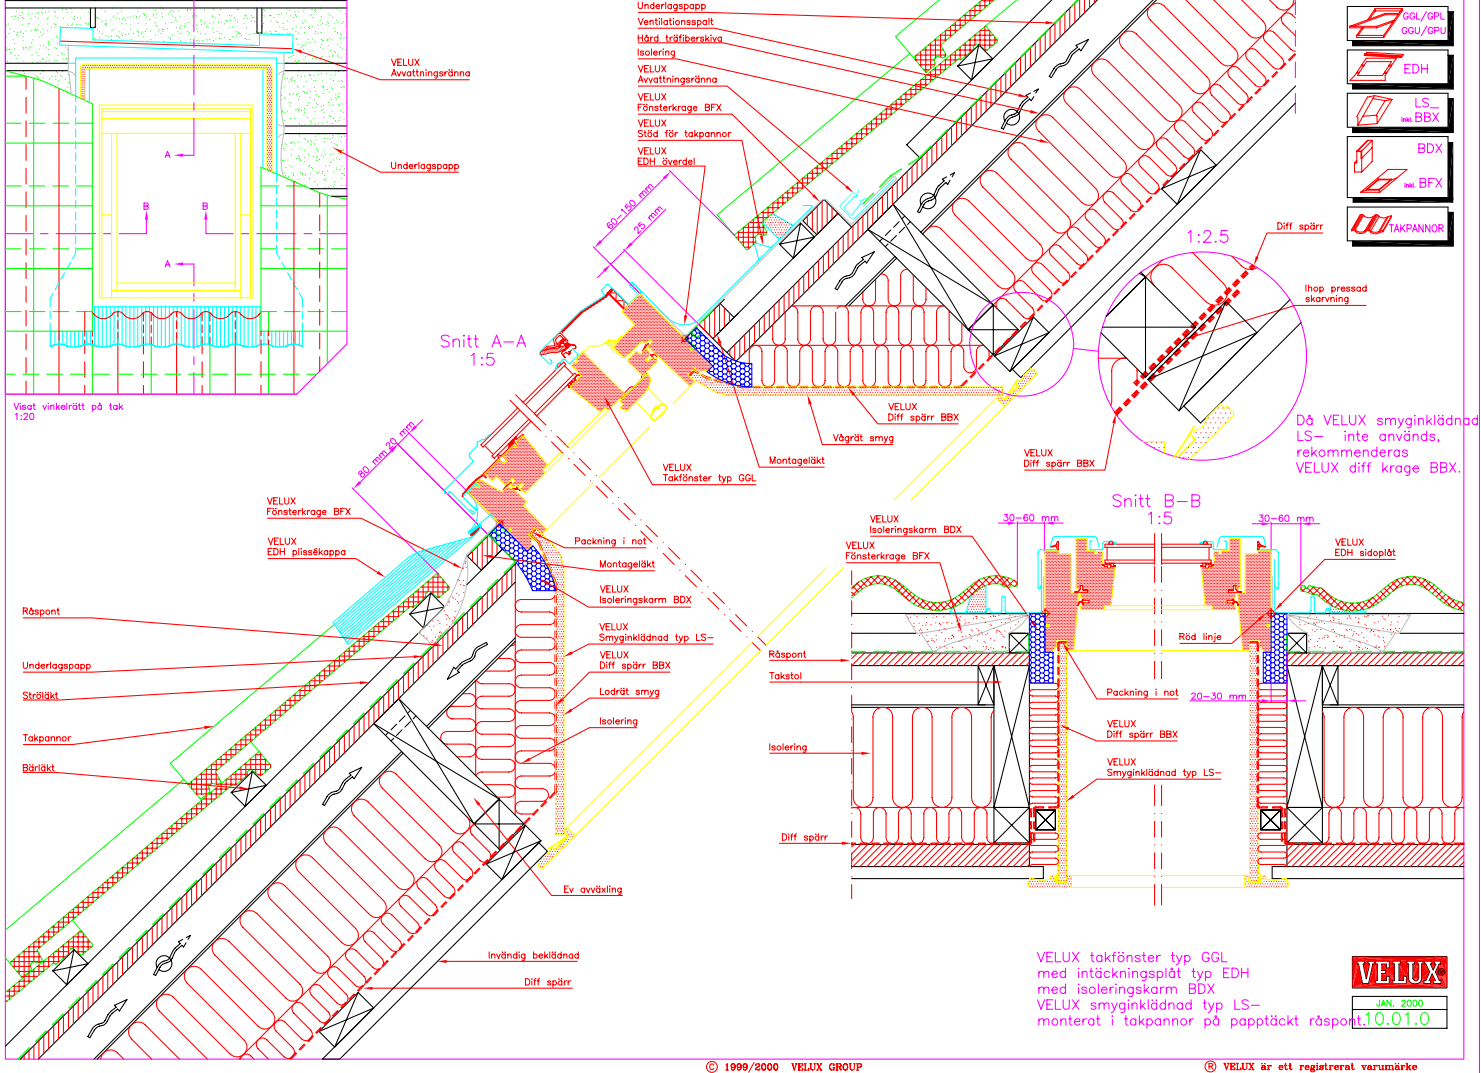 VELUX
Avvattningsränna
Underlagspapp
A
B
B
A
Visat vinkelrätt på tak
1:20
Underlagspapp
Ventilationsspalt
Hård träfiberskiva
Isolering
VELUX
Avvattningsränna
VELUX
Fönsterkrage BFX
VELUX
Stöd för takpannor
VELUX
EDH överdel
60-150 mm
25 mm
Snitt A-A
1:5
80 mm
20 mm
VELUX
Diff spärr BBX
Vågrät smyg
Montageläkt
VELUX
Takfönster typ GGL
GGL/GPL
GGU/GPU
EDH
LS_
inkl. BBX
BDX
inkl. BFX
TAKPANNOR
1:2.5
Diff spärr
Ihop pressad
skarvning
VELUX
Diff spärr BBX
Då VELUX smyginklädnad
LS- inte används,
rekommenderas
VELUX diff krage BBX.
VELUX
Fönsterkrage BFX
VELUX
EDH plissékappa
Råspont
Underlagspapp
Ströläkt
Takpannor
Bärläkt
Packning i not
Montageläkt
VELUX
Isoleringskarm BDX
VELUX
Smyginklädnad typ LS-
VELUX
Diff spärr BBX
Lodrät smyg
Isolering
Ev avväxling
Invändig beklädnad
Diff spärr
Snitt B-B
1:5
30-60 mm
30-60 mm
VELUX
Isoleringskarm BDX
VELUX
Fönsterkrage BFX
VELUX
EDH sidoplåt
Röd linje
Råspont
Takstol
Packning i not
20-30 mm
VELUX
Diff spärr BBX
Isolering
VELUX
Smyginklädnad typ LS-
Diff spärr
VELUX takfönster typ GGL
med intäckningsplåt typ EDH
med isoleringskarm BDX
VELUX smyginklädnad typ LS-
monterat i takpannor på papptäckt råspont.
VELUX®
JAN. 2000
10.01.0
© 1999/2000 VELUX GROUP
® VELUX är ett registrerat varumärke